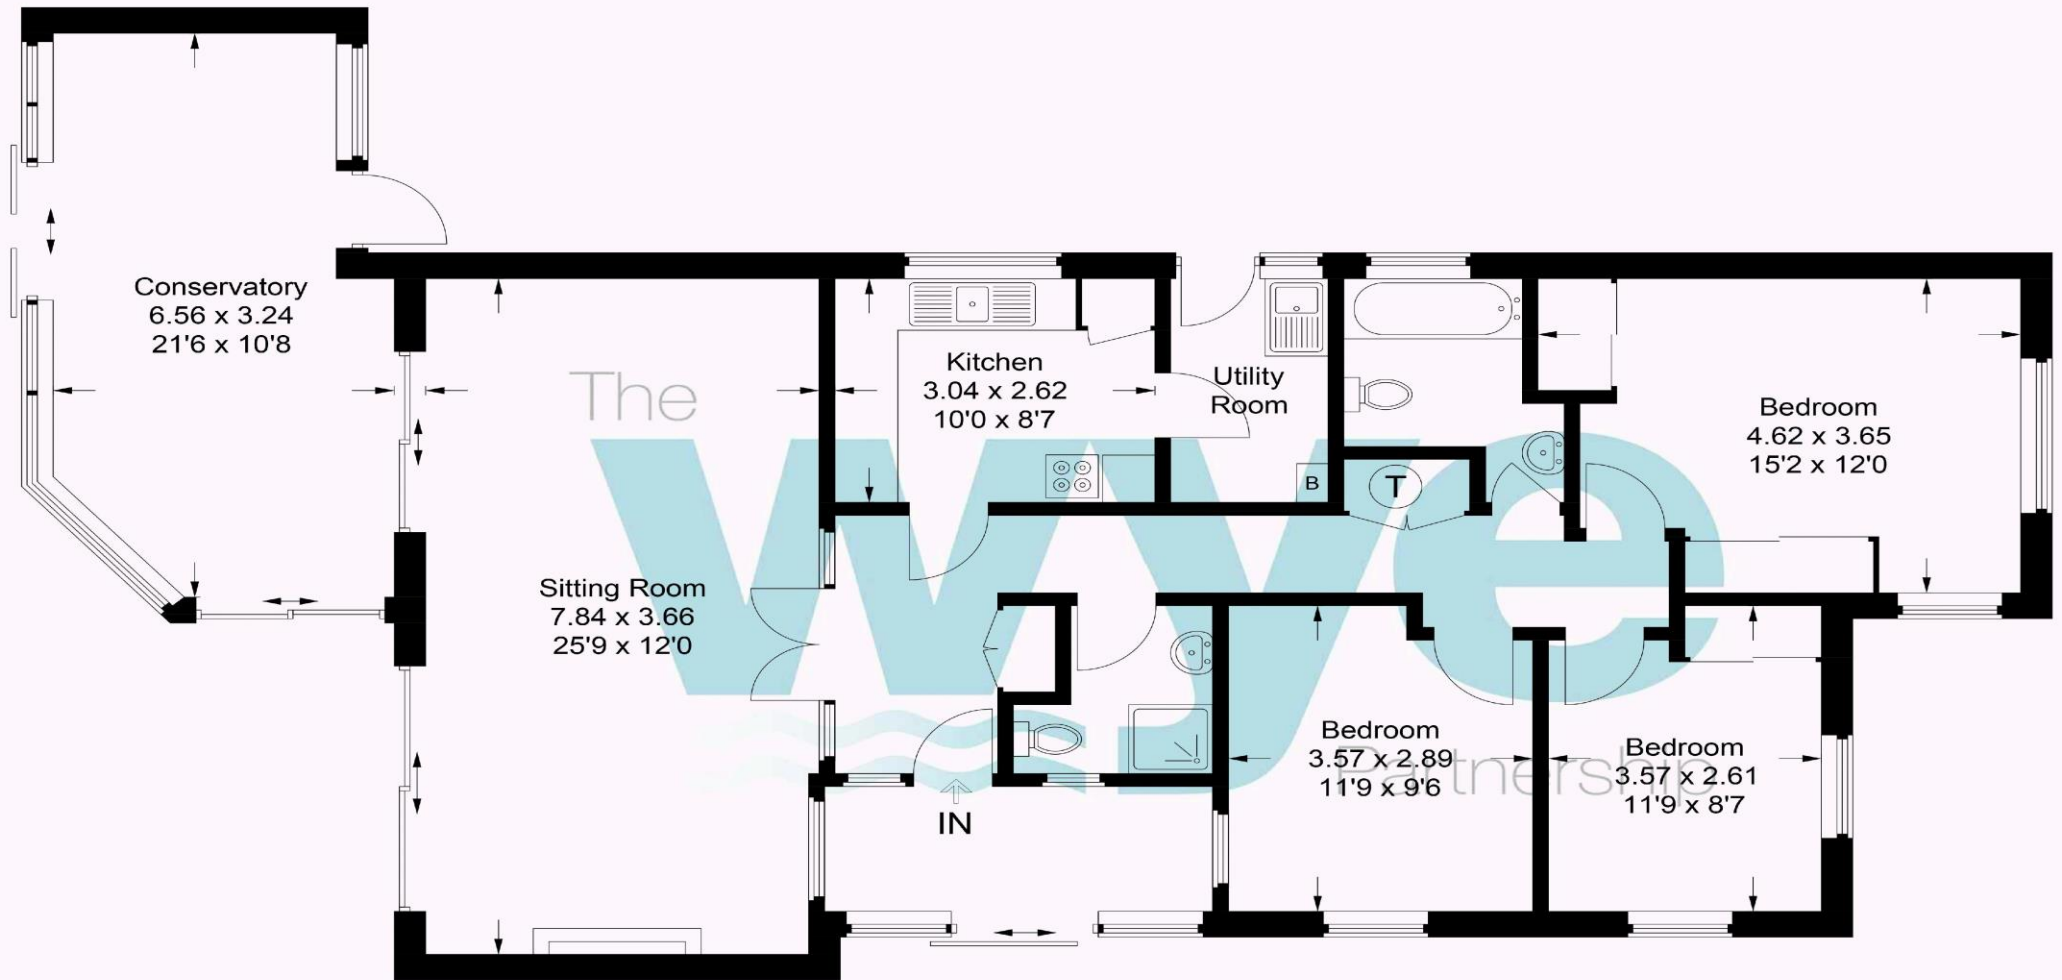 Conservatory
6.56 x 3.24
21'6 x 10'8
The
wye
Partnership
Kitchen
3.04 x 2.62
10'0 x 8'7
Utility
Room
B
T
Bedroom
4.62 x 3.65
15'2 x 12'0
Sitting Room
7.84 x 3.66
25'9 x 12'0
IN
Bedroom
3.57 x 2.89
11'9 x 9'6
Bedroom
3.57 x 2.61
11'9 x 8'7